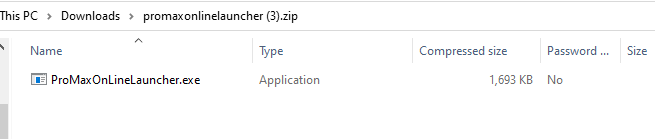 This PC › Downloads › promaxonlinelauncher (3).zip
Name Type Compressed size Password ... Size
ProMaxOnLineLauncher.exe Application 1,693 KB No